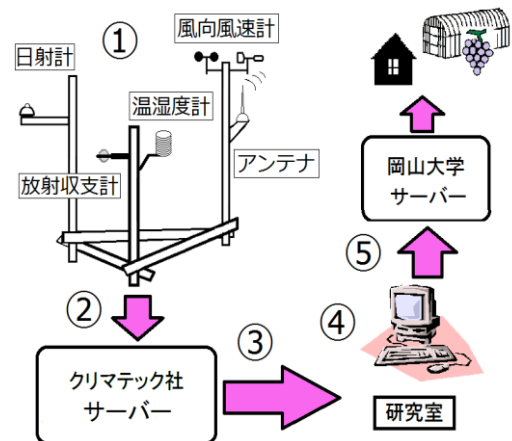 ①
風向風速計
日射計
温湿度計
放射収支計
アンテナ
②
クリマテック社
サーバー
③
④
研究室
⑤
岡山大学
サーバー